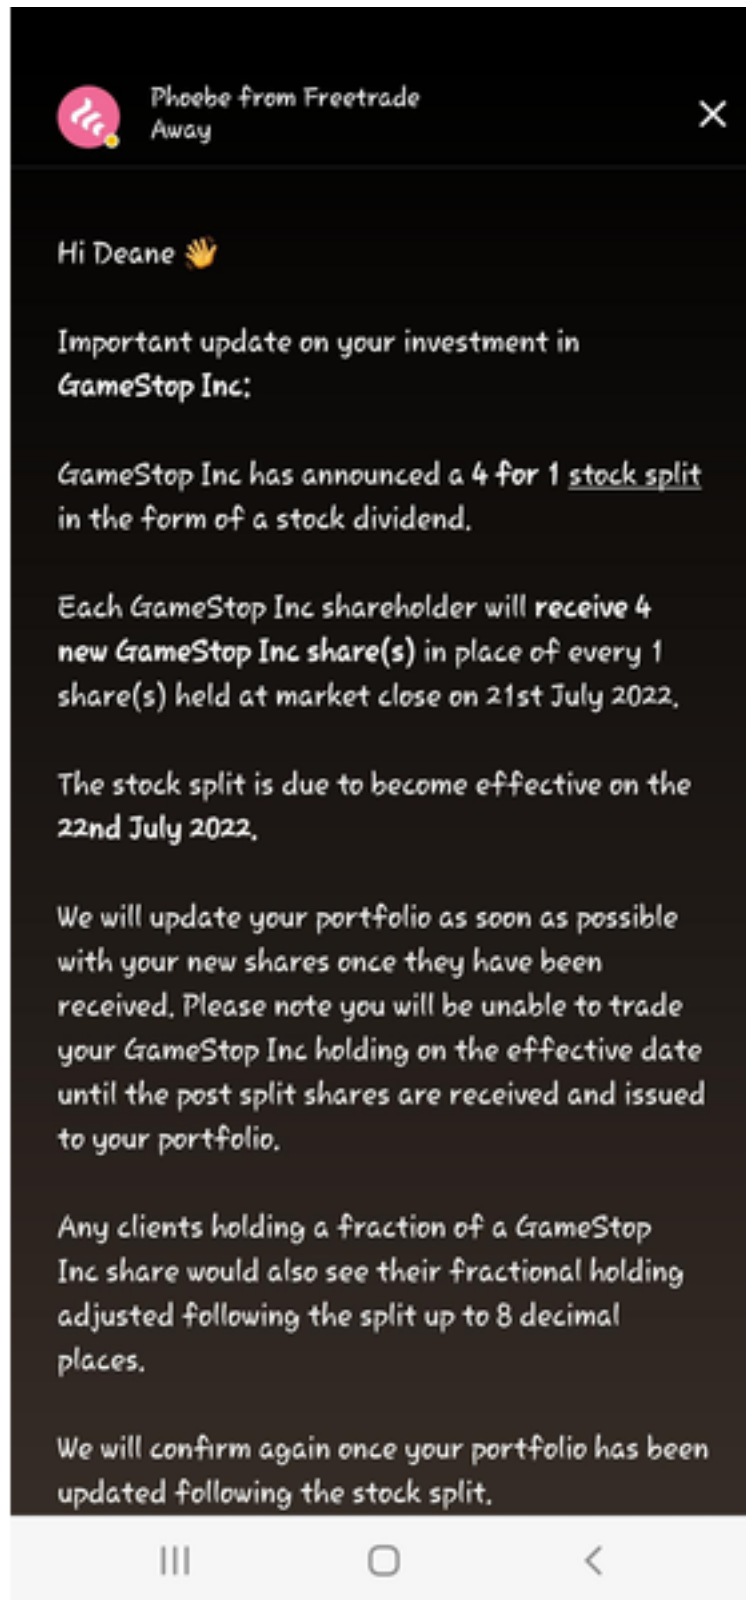 Phoebe from Freetrade
Away
Hi Deane 👋
Important update on your investment in
GameStop Inc:
GameStop Inc has announced a 4 for 1 stock split
in the form of a stock dividend.
Each GameStop Inc shareholder will receive 4
new GameStop Inc share(s) in place of every 1
share(s) held at market close on 21st July 2022.
The stock split is due to become effective on the
22nd July 2022.
We will update your portfolio as soon as possible
with your new shares once they have been
received. Please note you will be unable to trade
your GameStop Inc holding on the effective date
until the post split shares are received and issued
to your portfolio.
Any clients holding a fraction of a GameStop
Inc share would also see their fractional holding
adjusted following the split up to 8 decimal
places.
We will confirm again once your portfolio has been
updated following the stock split.